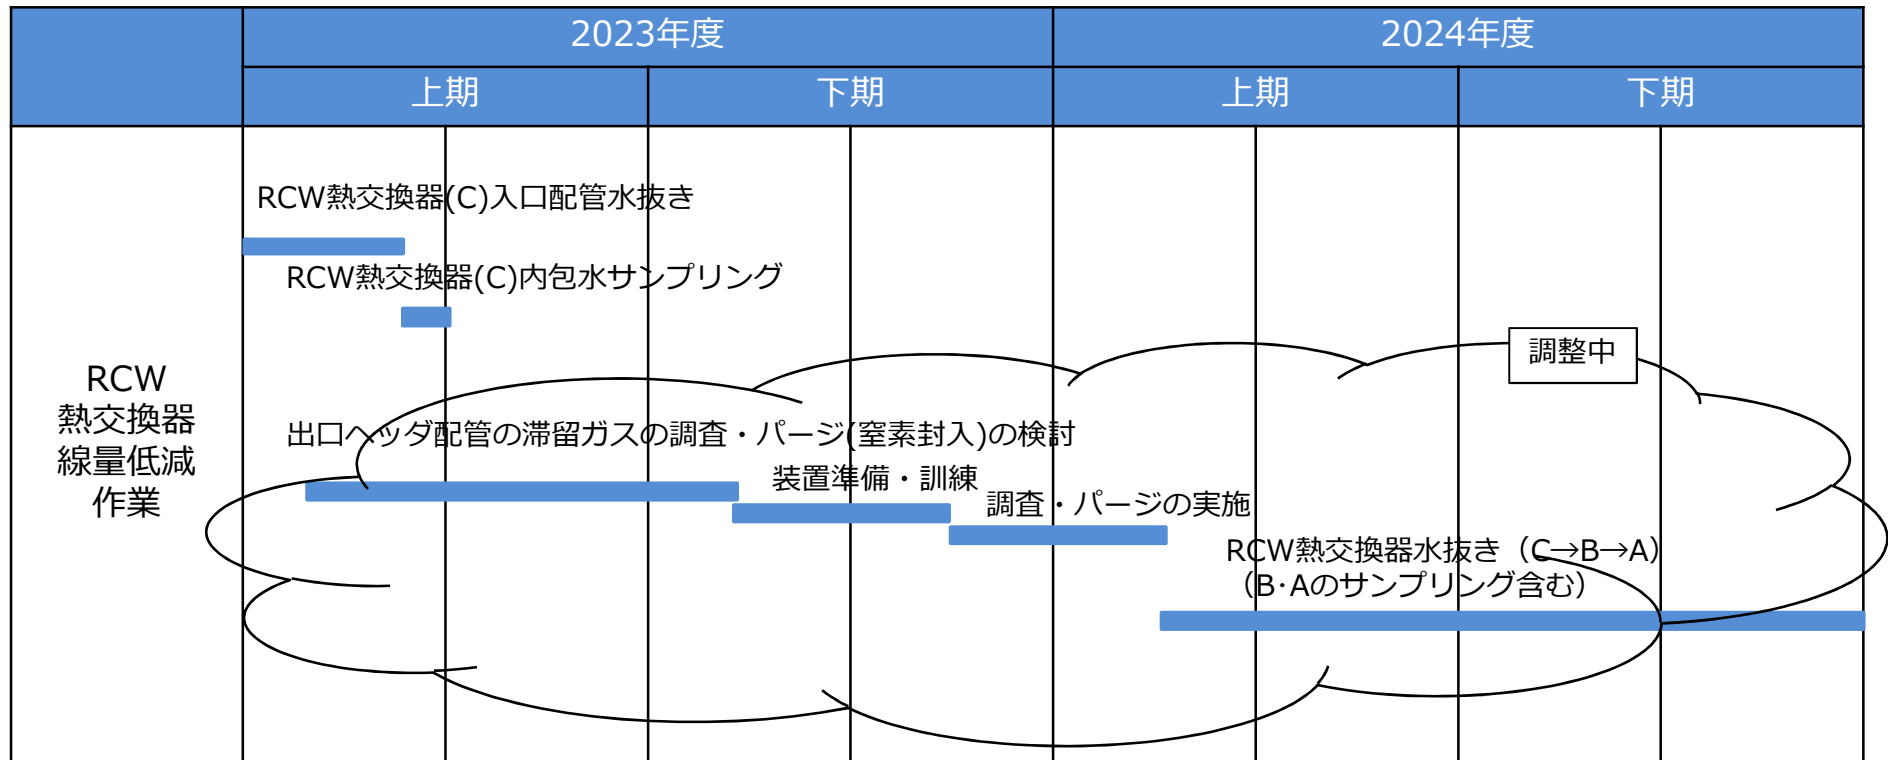 2023年度
2024年度
上期
下期
上期
下期
RCW
熱交換器
線量低減
作業
RCW熱交換器(C)入口配管水抜き
RCW熱交換器(C)内包水サンプリング
調整中
出口ヘッダ配管の滞留ガスの調査・パージ(窒素封入)の検討
装置準備・訓練
調査・パージの実施
RCW熱交換器水抜き（C→B→A）
（B･Aのサンプリング含む）